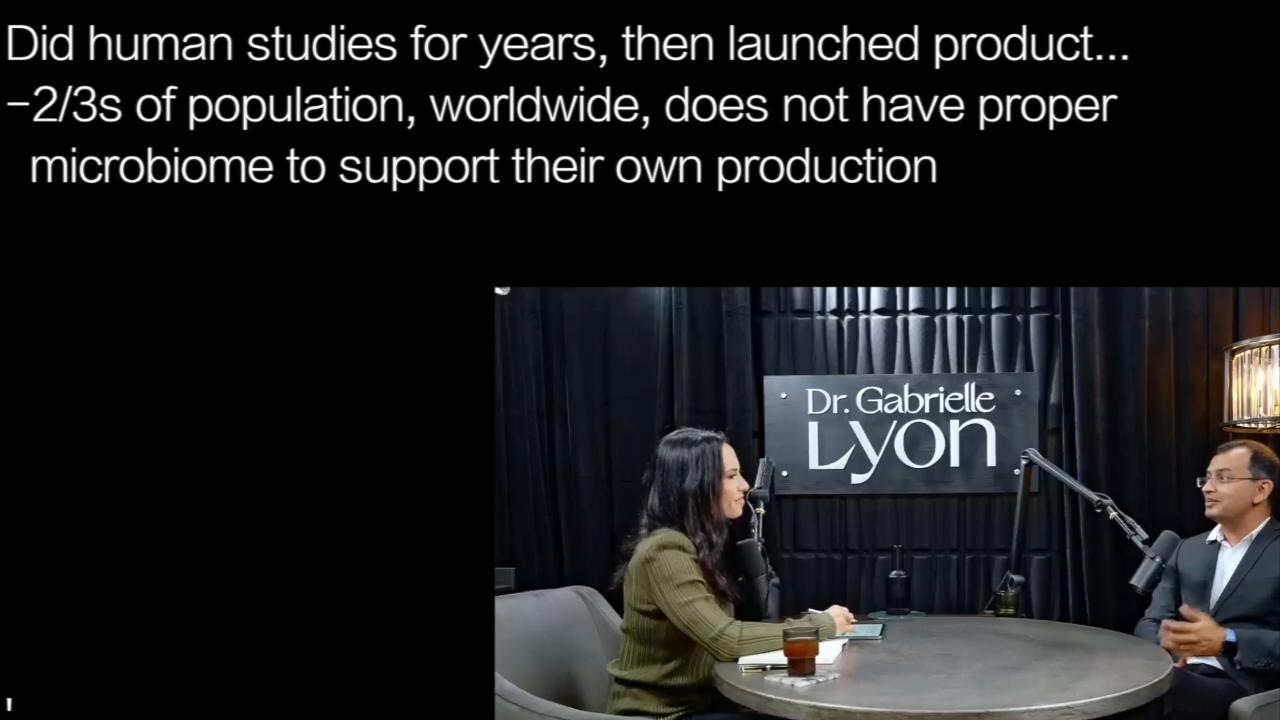 Did human studies for years, then launched product...
–2/3s of population, worldwide, does not have proper
microbiome to support their own production
Dr. Gabrielle
Lyon